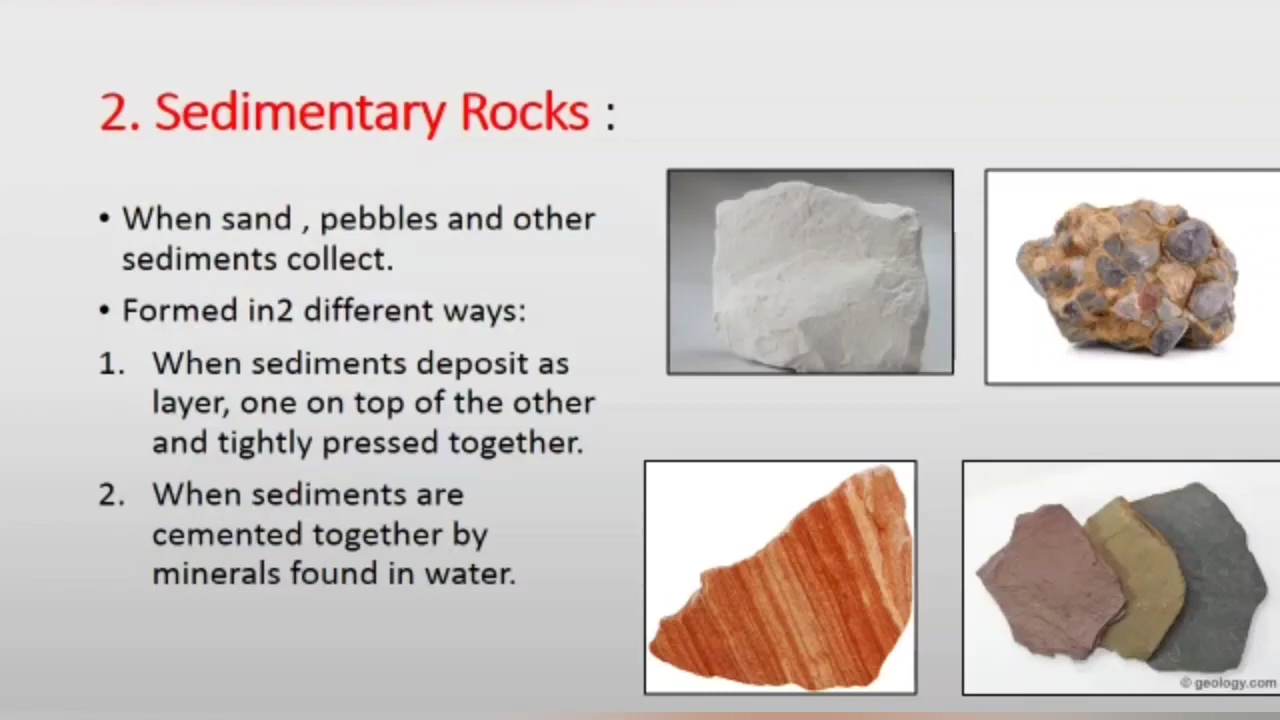 2. Sedimentary Rocks :
• When sand , pebbles and other
sediments collect.
• Formed in2 different ways:
1. When sediments deposit as
layer, one on top of the other
and tightly pressed together.
2. When sediments are
cemented together by
minerals found in water.
© geology.com